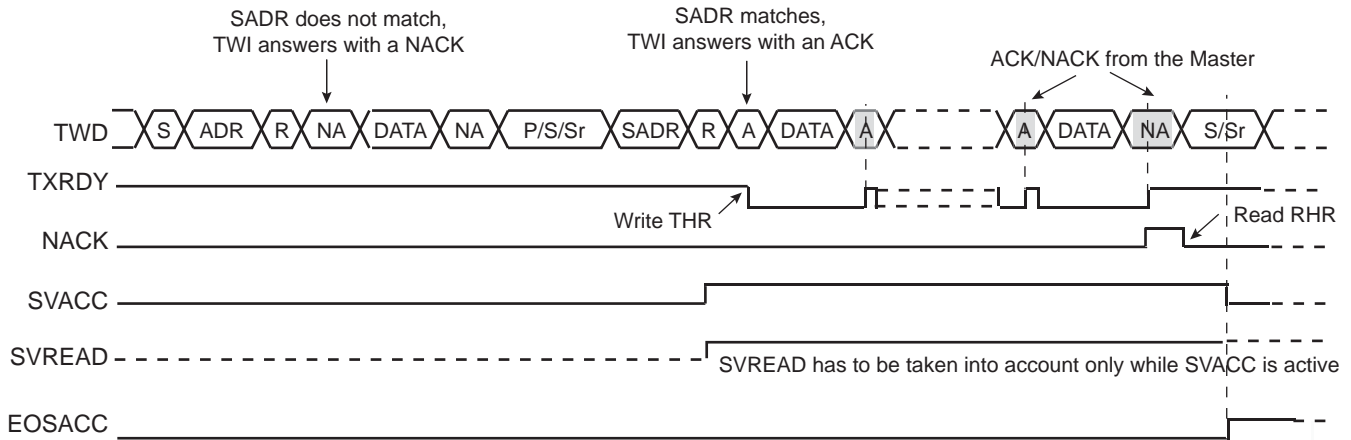 SADR does not match,
TWI answers with a NACK
SADR matches,
TWI answers with an ACK
ACK/NACK from the Master
TWD S ADR R NA DATA NA P/S/Sr SADR R A DATA A A DATA NA S/Sr
TXRDY
Write THR
Read RHR
NACK
SVACC
SVREAD
SVREAD has to be taken into account only while SVACC is active
EOSACC